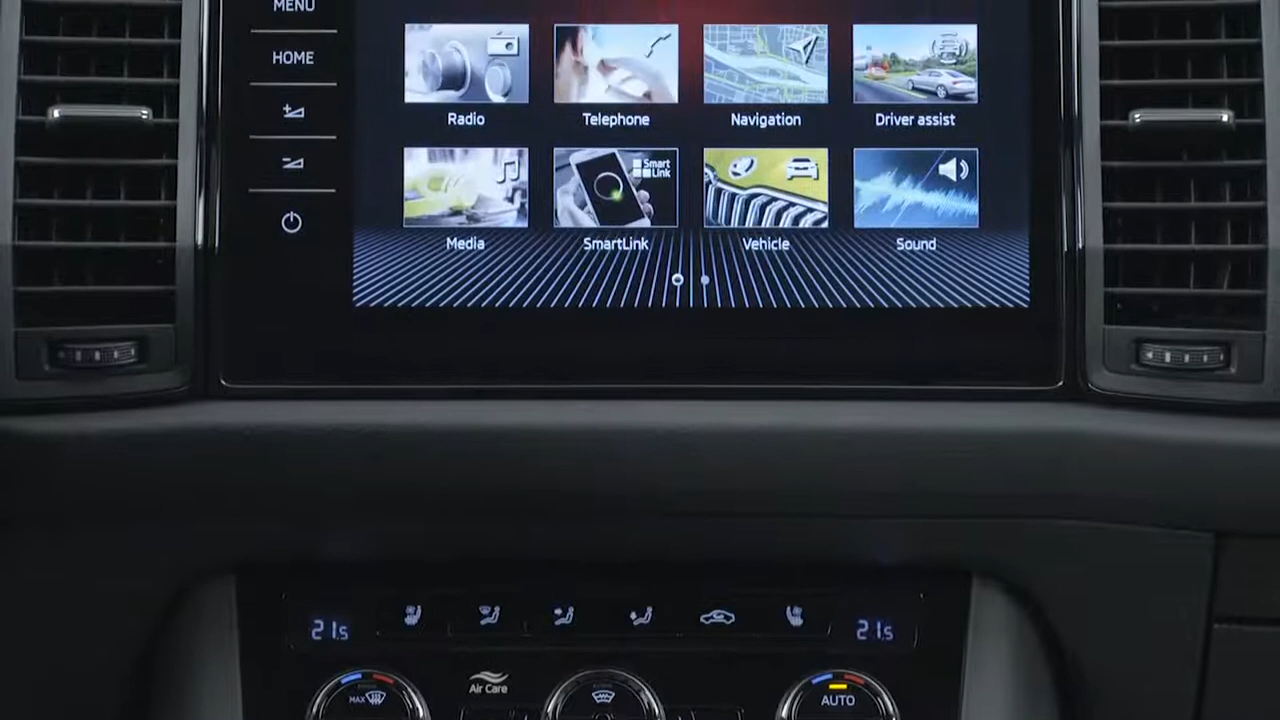 MENU
HOME
Radio
Telephone
Navigation
Driver assist
Smart
Link
Media
SmartLink
Vehicle
Sound
21.5
21.5
Air Care
MAX
AUTO